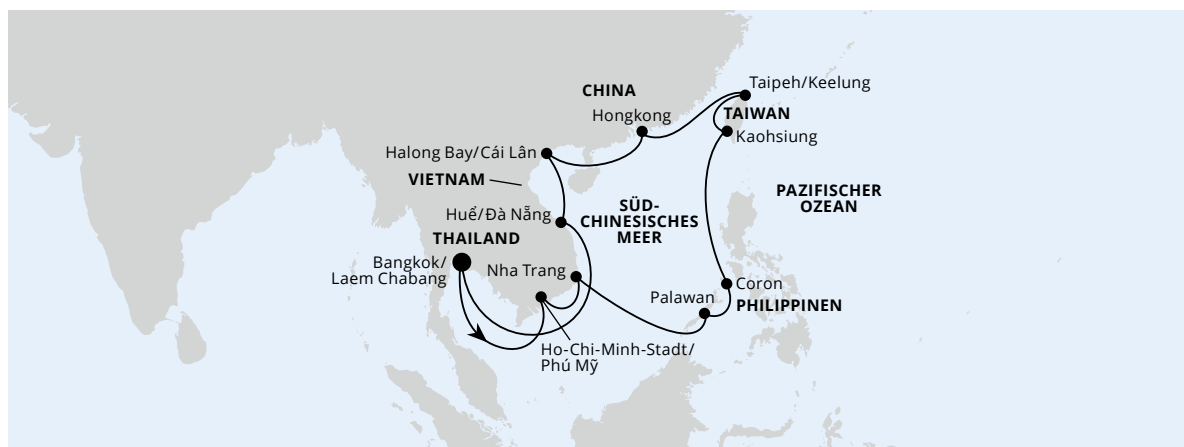 Taipeh/Keelung
CHINA
Hongkong
TAIWAN
Kaohsiung
Halong Bay/Cái Lân
VIETNAM
PAZIFISCHER
OZEAN
SÜD-
CHINESISCHES
MEER
Huể/Đà Nẵng
THAILAND
Bangkok/
Laem Chabang
Nha Trang
Coron
Palawan
PHILIPPINEN
Ho-Chi-Minh-Stadt/
Phú Mỹ